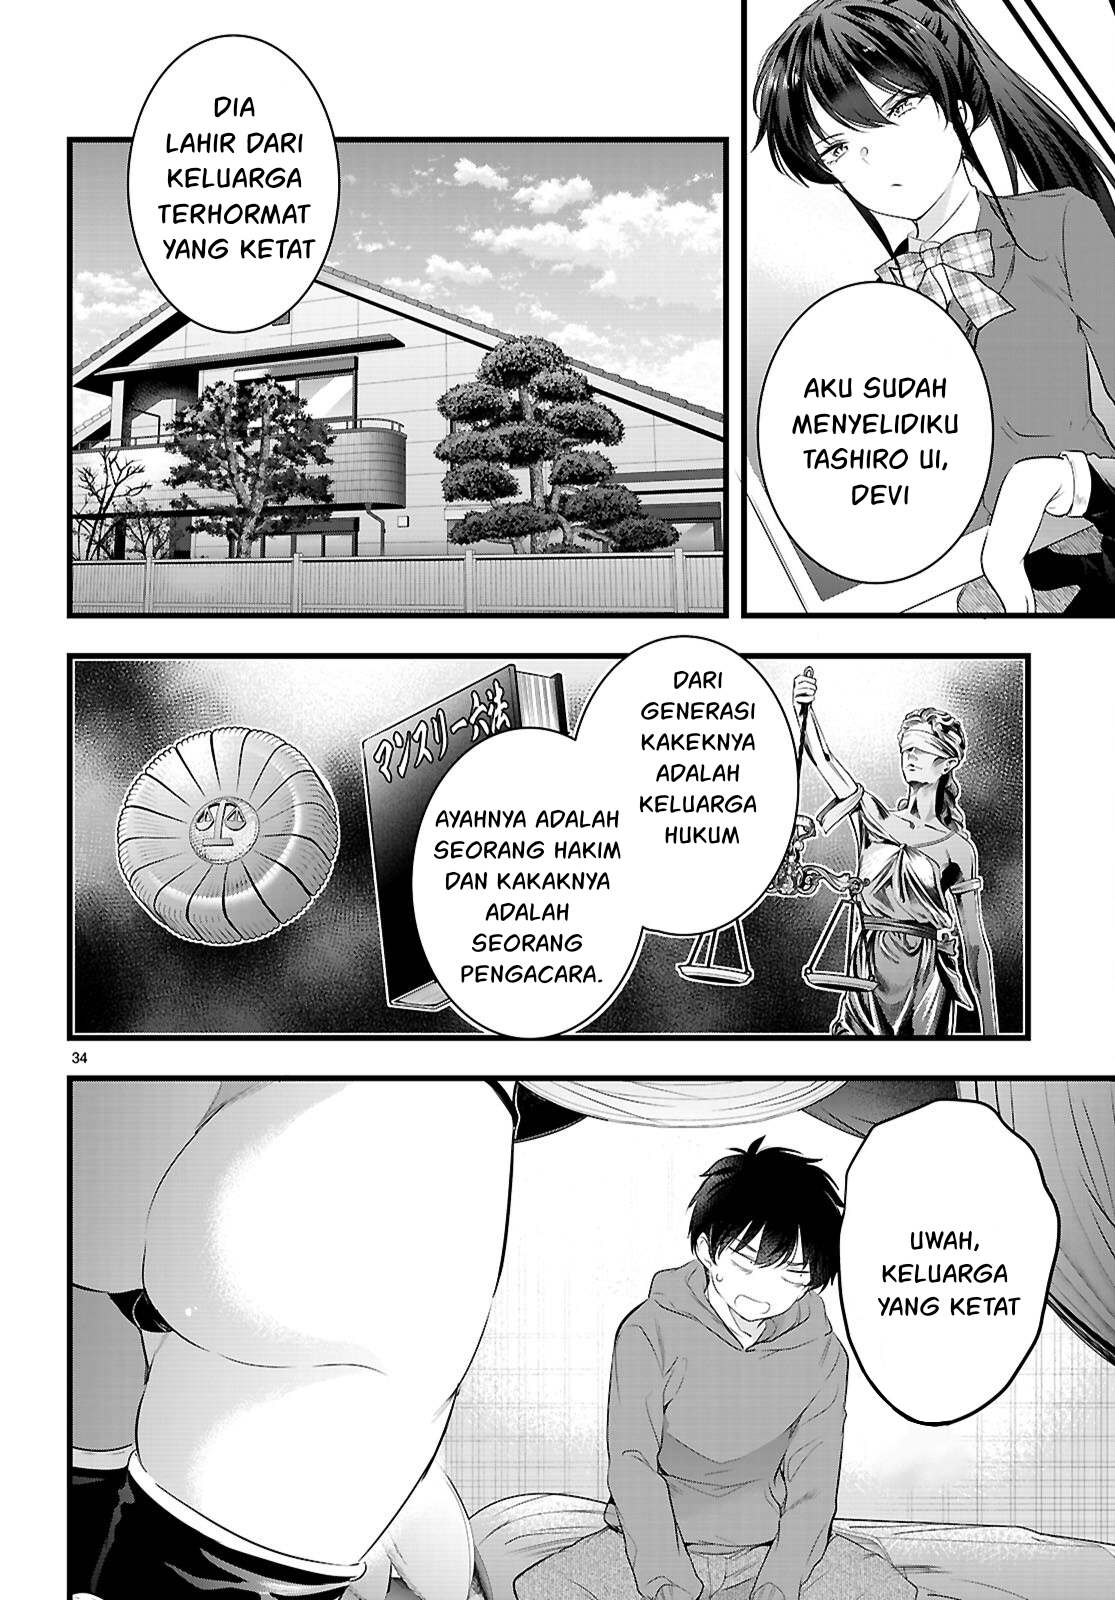 AKU SUDAH
MENYELIDIKU
TASHIRO UI,
DEVI
DIA
LAHIR DARI
KELUARGA
TERHORMAT
YANG KETAT
DARI
GENERASI
KAKEKNYA
ADALAH
KELUARGA
HUKUM
マンスリー六法
AYAHNYA ADALAH
SEORANG HAKIM
DAN KAKAKNYA
ADALAH
SEORANG
PENGACARA.
34
UWAH,
KELUARGA
YANG KETAT